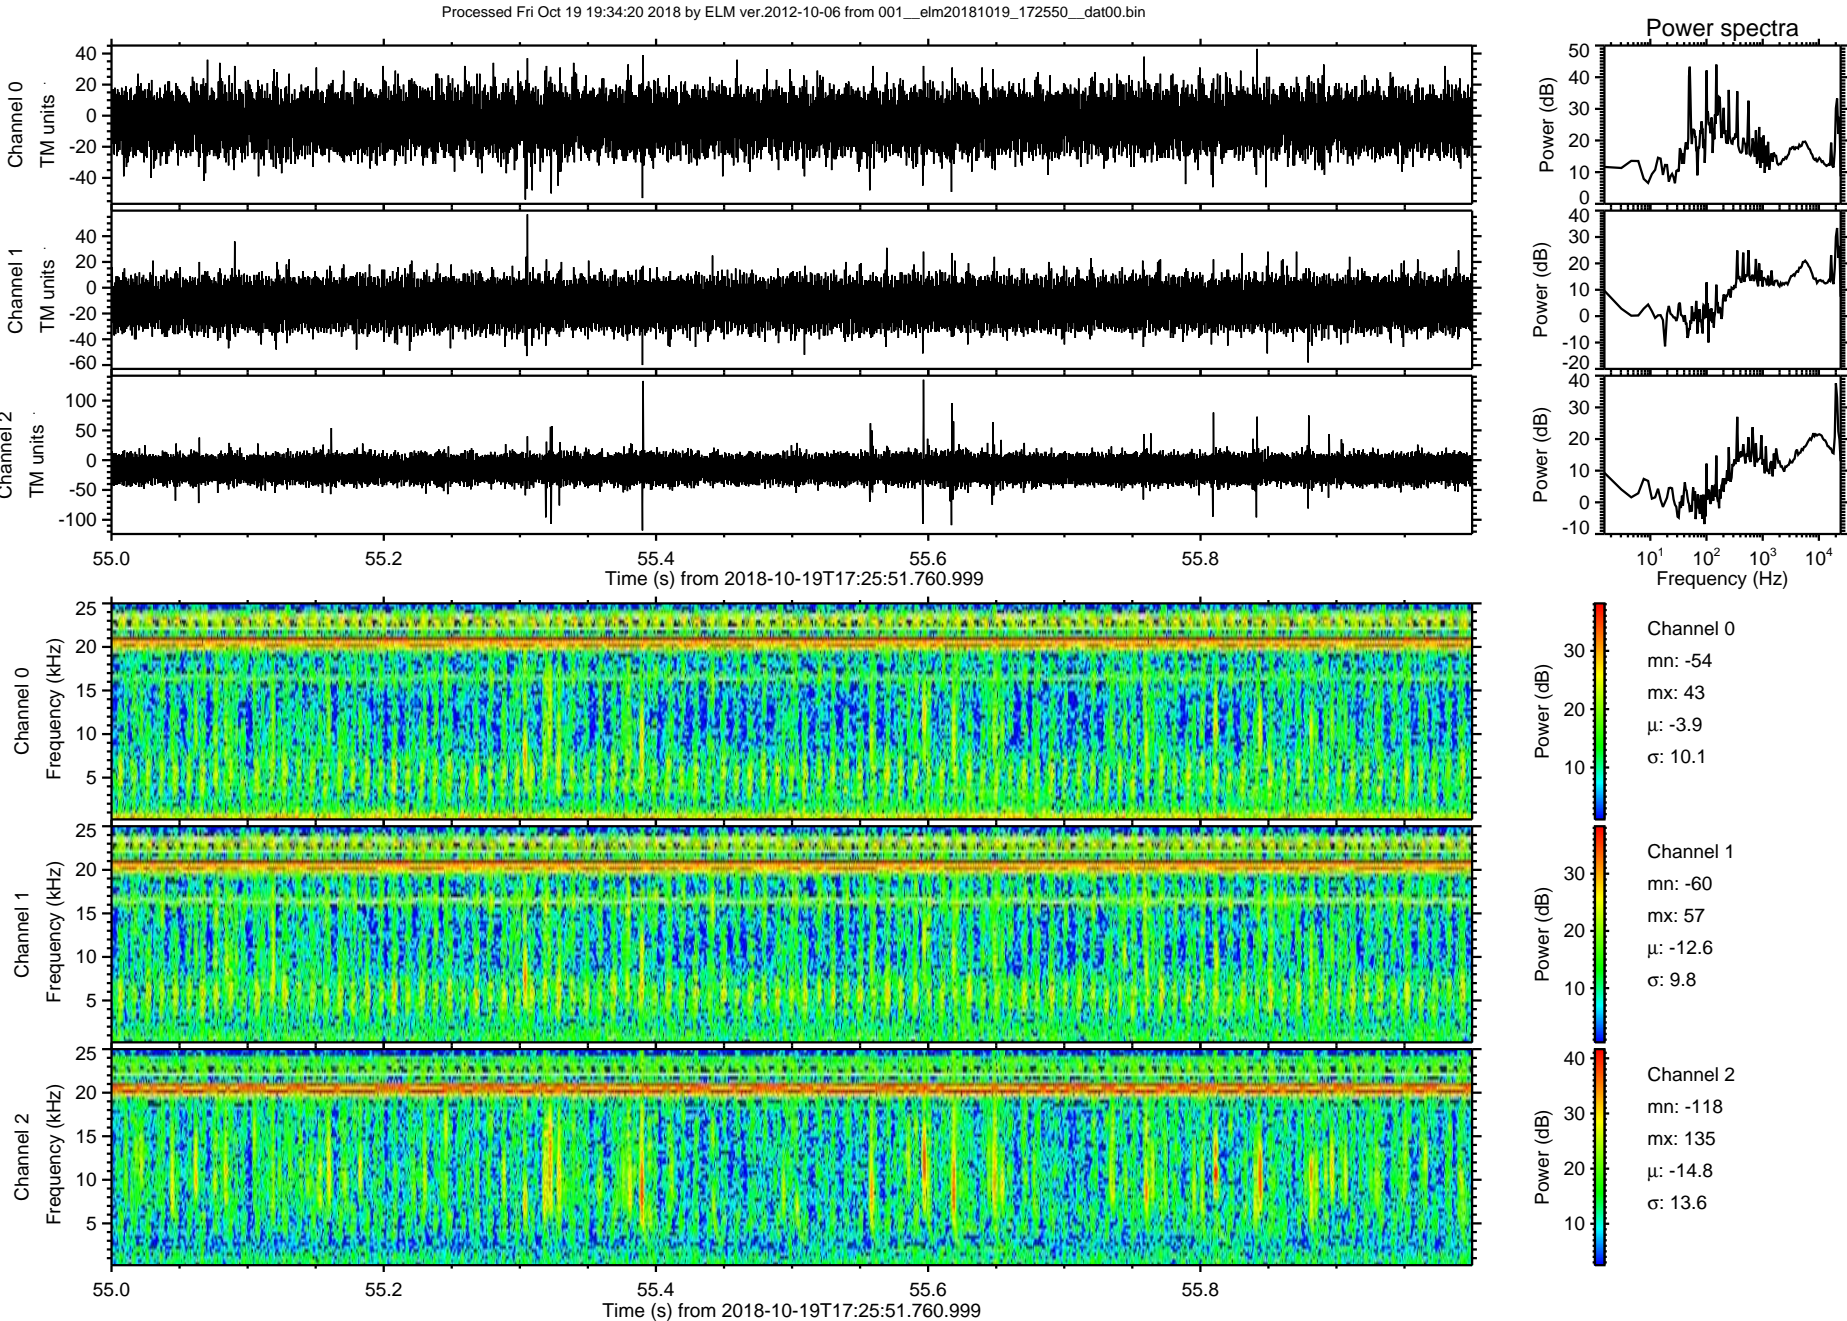 Processed Fri Oct 19 19:34:20 2018 by ELM ver.2012-10-06 from 001__elm20181019_172550__dat00.bin
Power spectra
Channel 0
TM units
40
20
0
-20
-40
Power (dB)
50
40
30
20
10
0
Channel 1
TM units
40
20
0
-20
-40
-60
Power (dB)
40
30
20
10
0
-10
-20
Channel 2
TM units
100
50
0
-50
-100
Power (dB)
40
30
20
10
0
-10
55.0 55.2 55.4 55.6 55.8
Time (s) from 2018-10-19T17:25:51.760.999
10^1 10^2 10^3 10^4
Frequency (Hz)
Channel 0
Frequency (kHz)
25
20
15
10
5
Power (dB)
30
20
10
Channel 0
mn: -54
mx: 43
μ: -3.9
σ: 10.1
Channel 1
Frequency (kHz)
25
20
15
10
5
Power (dB)
30
20
10
Channel 1
mn: -60
mx: 57
μ: -12.6
σ: 9.8
Channel 2
Frequency (kHz)
25
20
15
10
5
Power (dB)
40
30
20
10
Channel 2
mn: -118
mx: 135
μ: -14.8
σ: 13.6
55.0 55.2 55.4 55.6 55.8
Time (s) from 2018-10-19T17:25:51.760.999